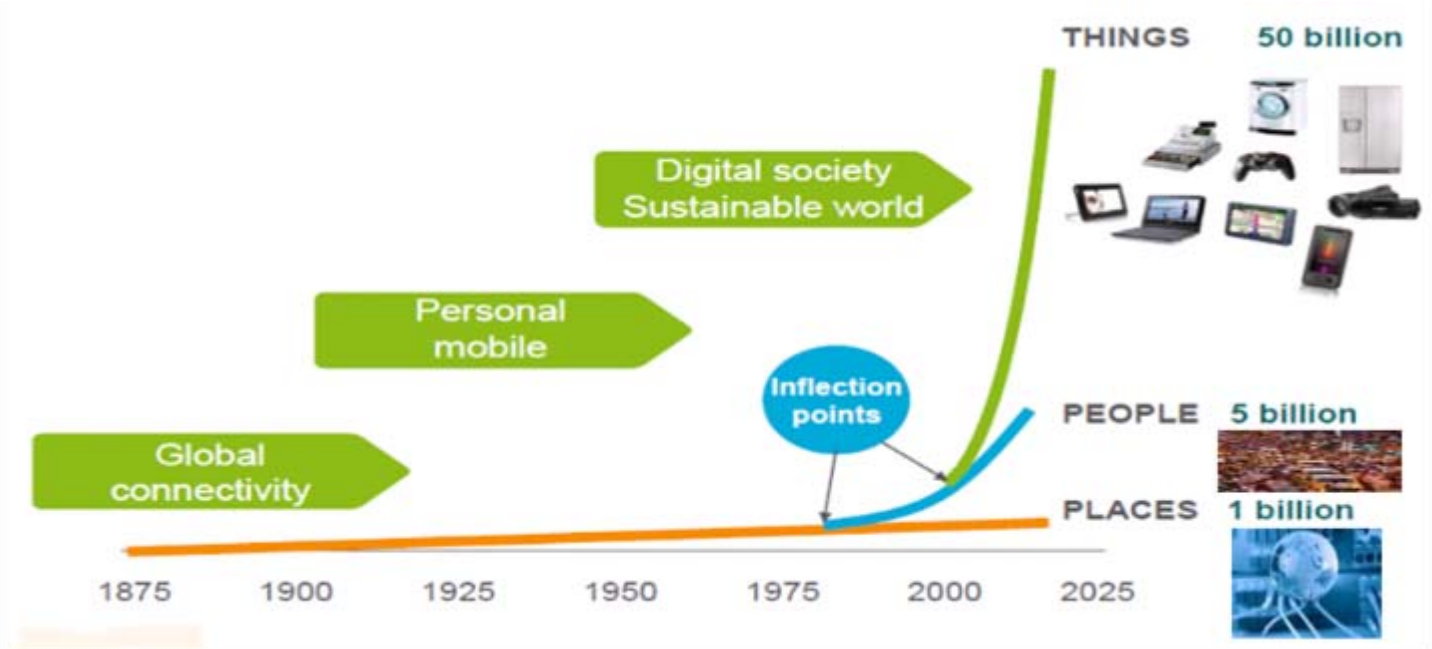 THINGS 50 billion
Digital society
Sustainable world
Personal
mobile
Inflection
points
PEOPLE 5 billion
Global
connectivity
PLACES 1 billion
1875 1900 1925 1950 1975 2000 2025